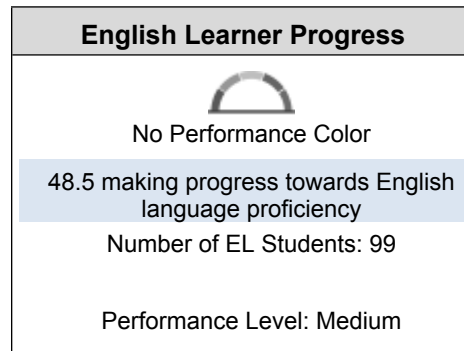 English Learner Progress
No Performance Color
48.5 making progress towards English
language proficiency
Number of EL Students: 99
Performance Level: Medium